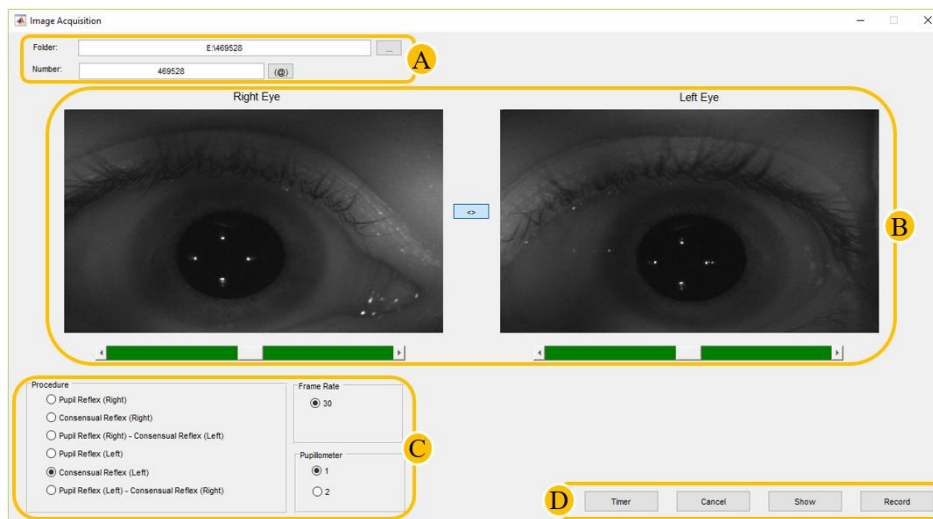 Image Acquisition
Folder: E:\469528 ...
A
Number: 469528 (@)
Right Eye
Left Eye
<>
B
Procedure
Pupil Reflex (Right)
Consensual Reflex (Right)
Pupil Reflex (Right) - Consensual Reflex (Left)
Pupil Reflex (Left)
Consensual Reflex (Left)
Pupil Reflex (Left) - Consensual Reflex (Right)
Frame Rate
30
Pupillometer
1
2
C
D
Timer Cancel Show Record